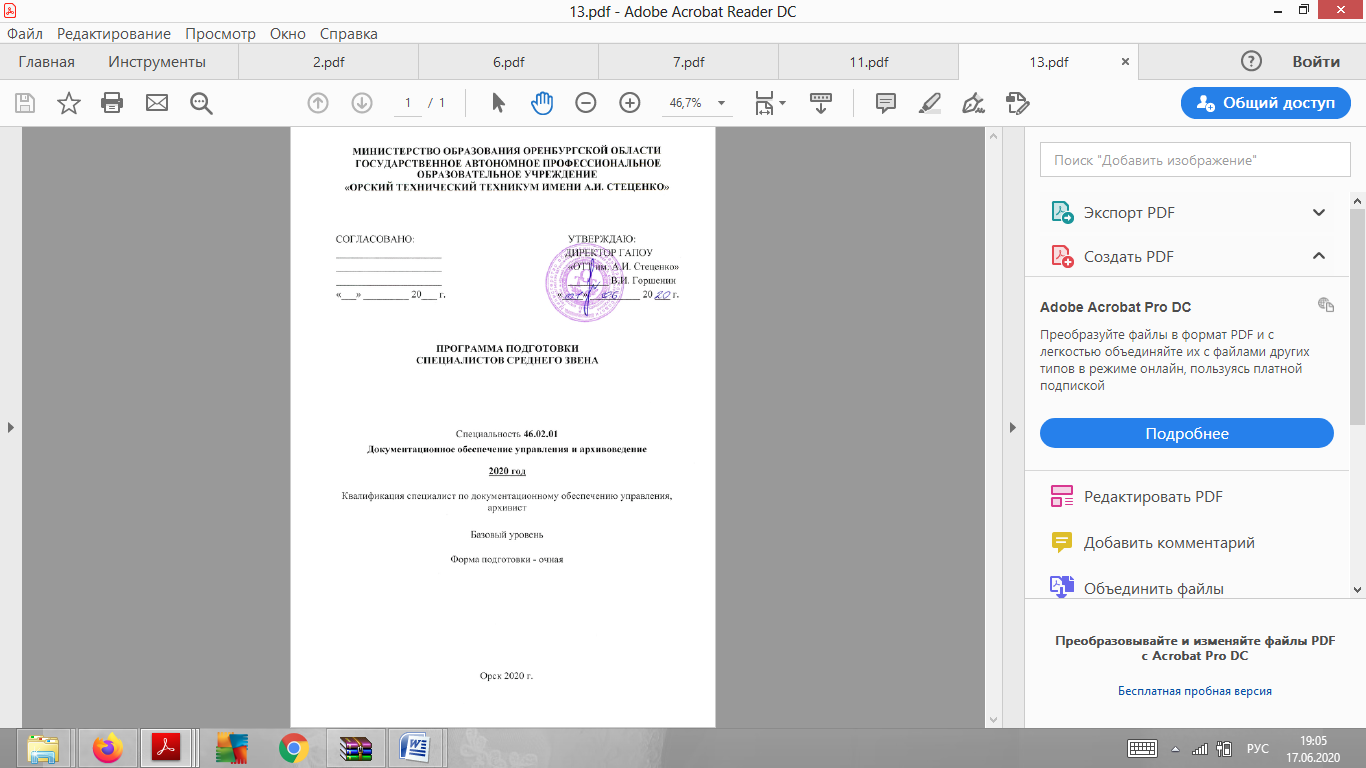 13.pdf - Adobe Acrobat Reader DC
Файл Редактирование Просмотр Окно Справка
Главная Инструменты 2.pdf 6.pdf 7.pdf 11.pdf 13.pdf Войти
1 / 1 46,7% Общий доступ
МИНИСТЕРСТВО ОБРАЗОВАНИЯ ОРЕНБУРГСКОЙ ОБЛАСТИ
ГОСУДАРСТВЕННОЕ АВТОНОМНОЕ ПРОФЕССИОНАЛЬНОЕ
ОБРАЗОВАТЕЛЬНОЕ УЧРЕЖДЕНИЕ
«ОРСКИЙ ТЕХНИЧЕСКИЙ ТЕХНИКУМ ИМЕНИ А.И. СТЕЦЕНКО»
СОГЛАСОВАНО:
«___» _________ 20___ г.
УТВЕРЖДАЮ:
ДИРЕКТОР ГАПОУ
«ОТТ им. А.И. Стеценко»
В.И. Горшенин
2020 г.
ПРОГРАММА ПОДГОТОВКИ
СПЕЦИАЛИСТОВ СРЕДНЕГО ЗВЕНА
Специальность 46.02.01
Документационное обеспечение управления и архивоведение
2020 год
Квалификация специалист по документационному обеспечению управления,
архивист
Базовый уровень
Форма подготовки - очная
Орск 2020 г.
Поиск "Добавить изображение"
Экспорт PDF
Создать PDF
Adobe Acrobat Pro DC
Преобразуйте файлы в формат PDF и с
легкостью объединяйте их с файлами других
типов в режиме онлайн, пользуясь платной
подпиской
Подробнее
Редактировать PDF
Добавить комментарий
Объединить файлы
Преобразовывайте и изменяйте файлы PDF
с Acrobat Pro DC
Бесплатная пробная версия
РУС
19:05
17.06.2020